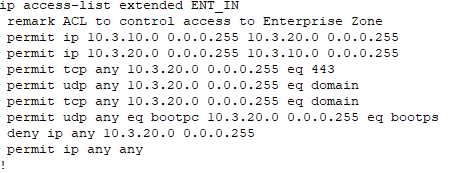 ip access-list extended ENT_IN
remark ACL to control access to Enterprise Zone
permit ip 10.3.10.0 0.0.0.255 10.3.20.0 0.0.0.255
permit ip 10.3.20.0 0.0.0.255 10.3.10.0 0.0.0.255
permit tcp any 10.3.20.0 0.0.0.255 eq 443
permit udp any 10.3.20.0 0.0.0.255 eq domain
permit tcp any 10.3.20.0 0.0.0.255 eq domain
permit udp any eq bootpc 10.3.20.0 0.0.0.255 eq bootps
deny ip any 10.3.20.0 0.0.0.255
permit ip any any
!